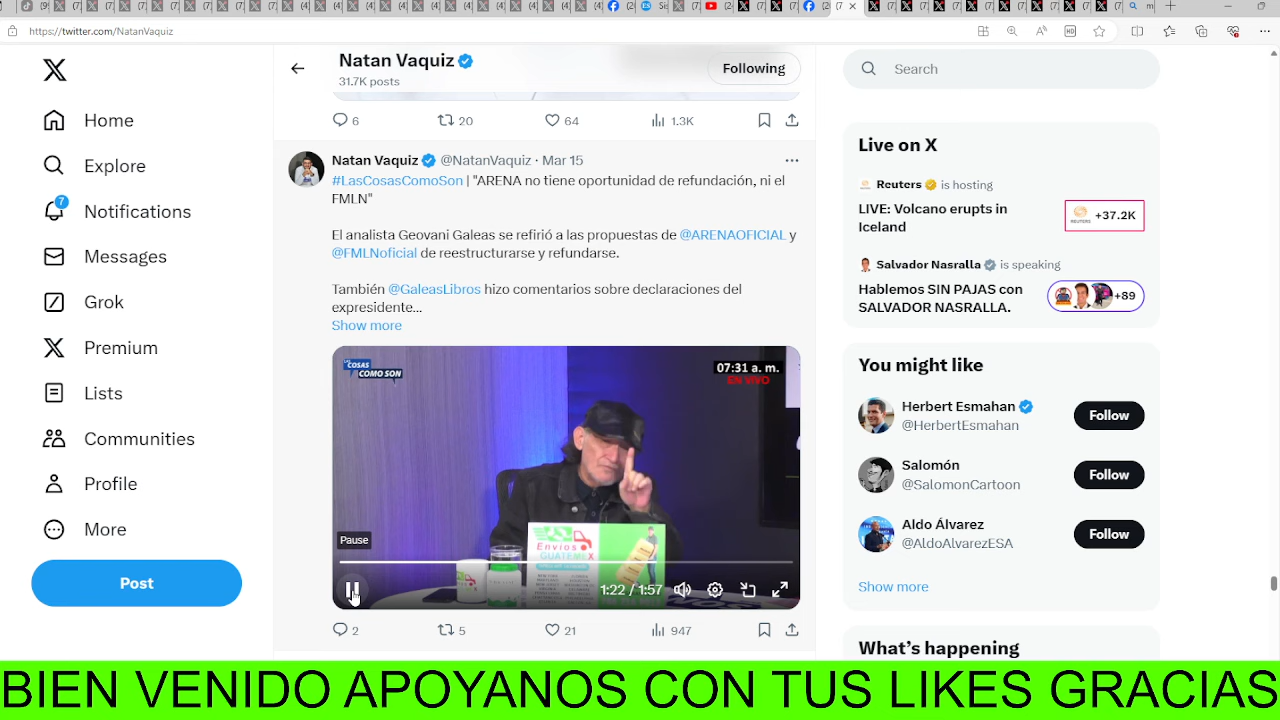 https://twitter.com/NatanVaquiz
Natan Vaquiz
31.7K posts
Following
Search
Home
Explore
7
Notifications
Messages
Grok
Premium
Lists
Communities
Profile
More
Post
6
20
64
1.3K
Natan Vaquiz @NatanVaquiz · Mar 15
#LasCosasComoSon | "ARENA no tiene oportunidad de refundación, ni el
FMLN"
El analista Geovani Galeas se refirió a las propuestas de @ARENAOFICIAL y
@FMLNoficial de reestructurarse y refundarse.
También @GaleasLibros hizo comentarios sobre declaraciones del
expresidente...
Show more
LAS COSAS
COMO SON
07:31 a. m.
EN VIVO
Envios
GUATEMEX
Pause
1:22 / 1:57
2
5
21
947
Live on X
Reuters is hosting
LIVE: Volcano erupts in
Iceland
REUTERS
+37.2K
Salvador Nasralla is speaking
Hablemos SIN PAJAS con
SALVADOR NASRALLA.
+89
You might like
Herbert Esmahan
@HerbertEsmahan
Follow
Salomón
@SalomonCartoon
Follow
Aldo Álvarez
@AldoAlvarezESA
Follow
Show more
What's happening
BIEN VENIDO APOYANOS CON TUS LIKES GRACIAS